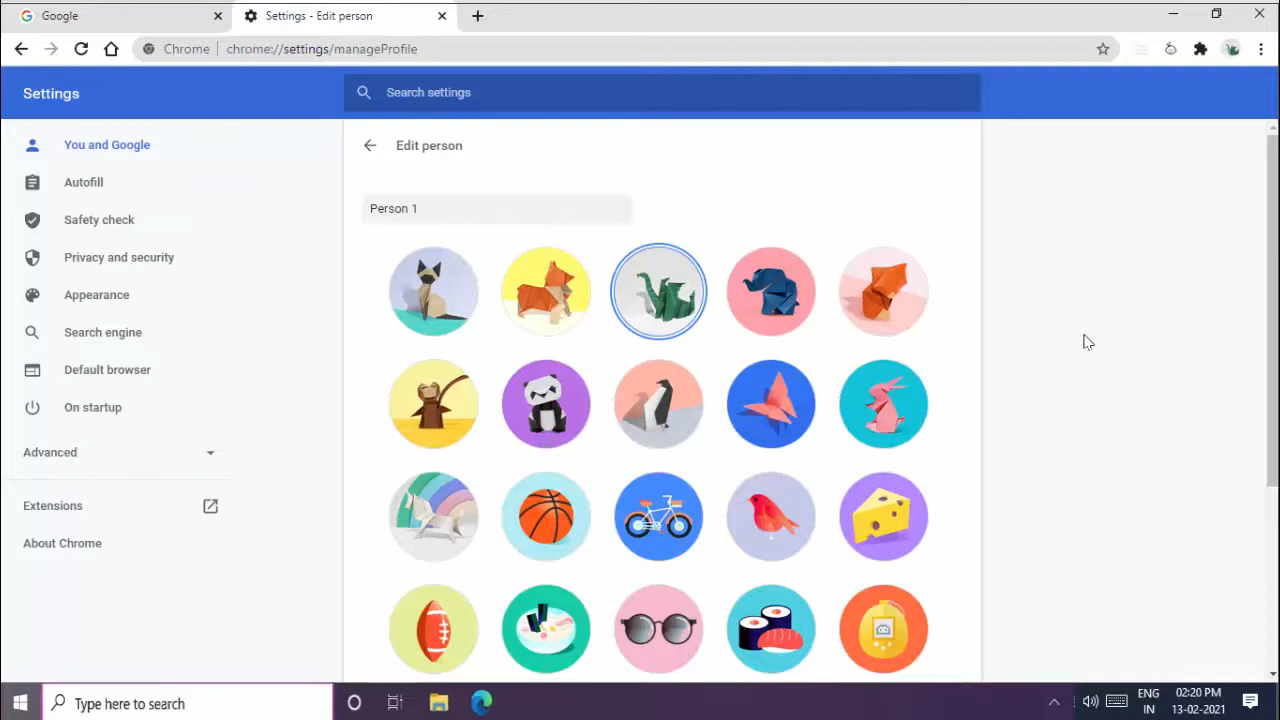 Google
Settings - Edit person
Chrome
chrome://settings/manageProfile
Settings
Search settings
You and Google
Autofill
Safety check
Privacy and security
Appearance
Search engine
Default browser
On startup
Advanced
Extensions
About Chrome
Edit person
Person 1
Type here to search
ENG
IN
02:20 PM
13-02-2021